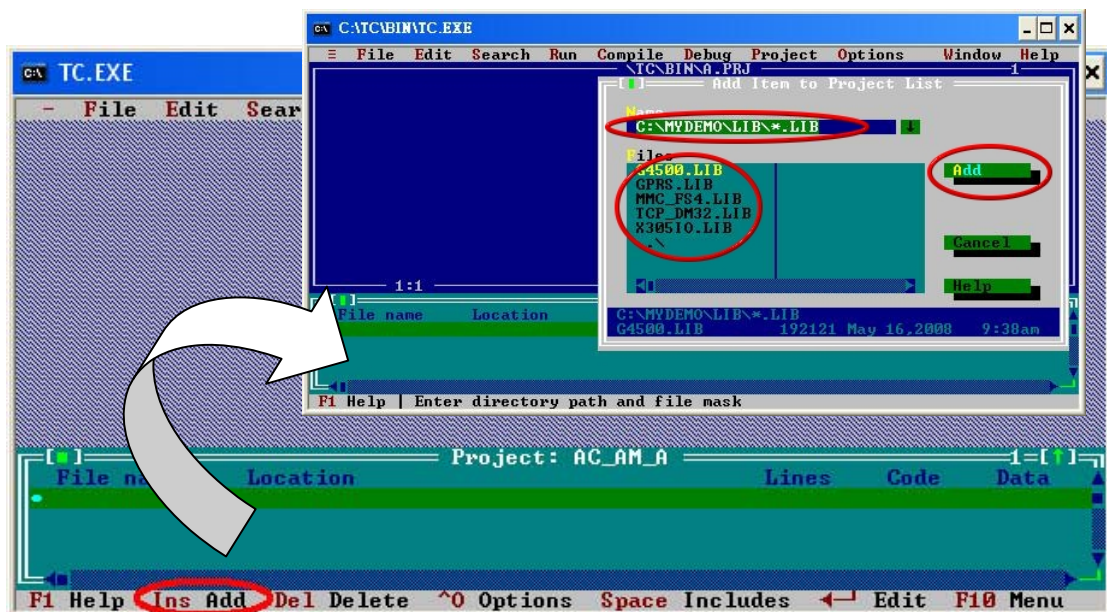 C:\TC\BIN\TC.EXE
≡ File Edit Search Run Compile Debug Project Options Window Help
\TC\BIN\A.PRJ 1
Add Item to Project List
Name
C:\MYDEMO\LIB\*.LIB
Files
G4500.LIB
GPRS.LIB
MMC_FS4.LIB
TCP_DM32.LIB
X305IO.LIB
..\
Add
Cancel
Help
C:\MYDEMO\LIB\*.LIB
G4500.LIB 192121 May 16,2008 9:38am
1:1
File name Location
F1 Help | Enter directory path and file mask
TC.EXE
- File Edit Sear
Project: AC_AM_A 1
File na Location Lines Code Data
F1 Help Ins Add Del Delete ^O Options Space Includes ◄─┘ Edit F10 Menu